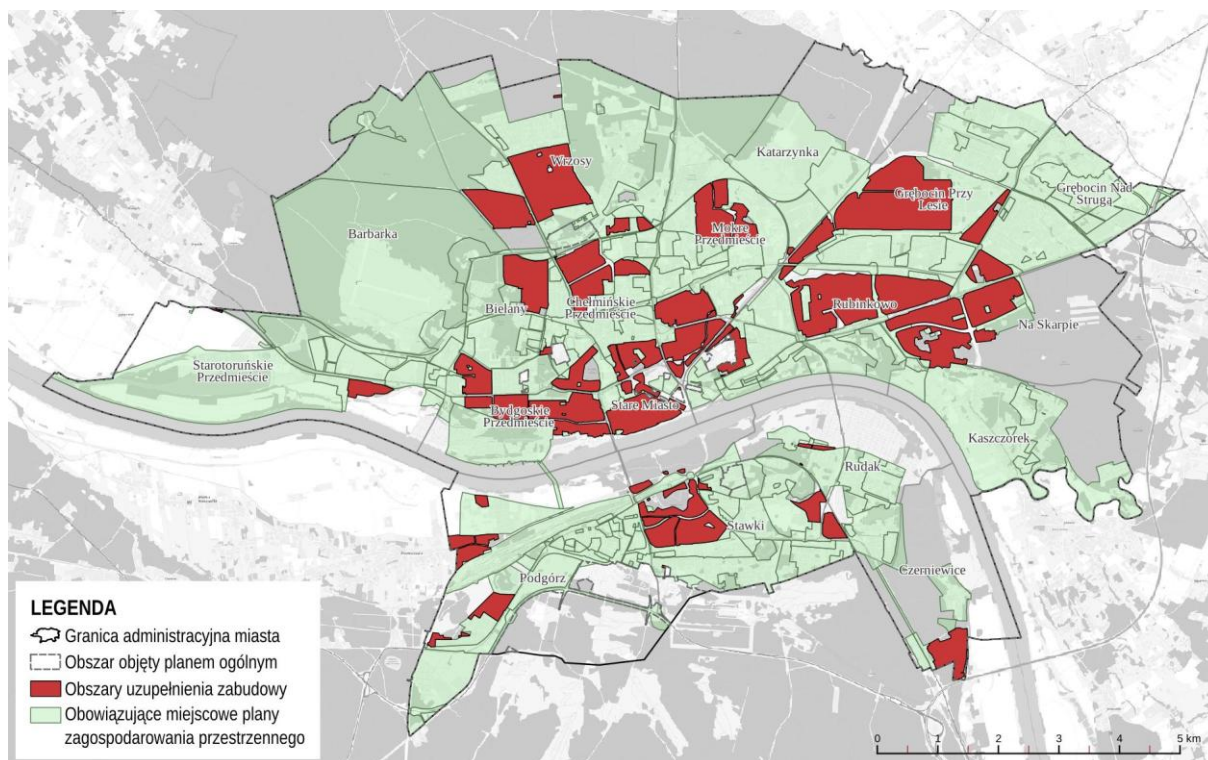 Wrzosy
Katarzynka
Grębocin Przy
Lesie
Grębocin Nad
Strugą
Barbarka
Mokre
Przedmieście
Bielany
Chełmińskie
Przedmieście
Rubinkowo
Na Skarpie
Starotoruńskie
Przedmieście
Bydgoskie
Przedmieście
Stare Miasto
Kaszczorek
Rudak
Stawki
Podgórz
Czerniewice
LEGENDA
Granica administracyjna miasta
Obszar objęty planem ogólnym
Obszary uzupełnienia zabudowy
Obowiązujące miejscowe plany
zagospodarowania przestrzennego
0 1 2 3 4 5 km